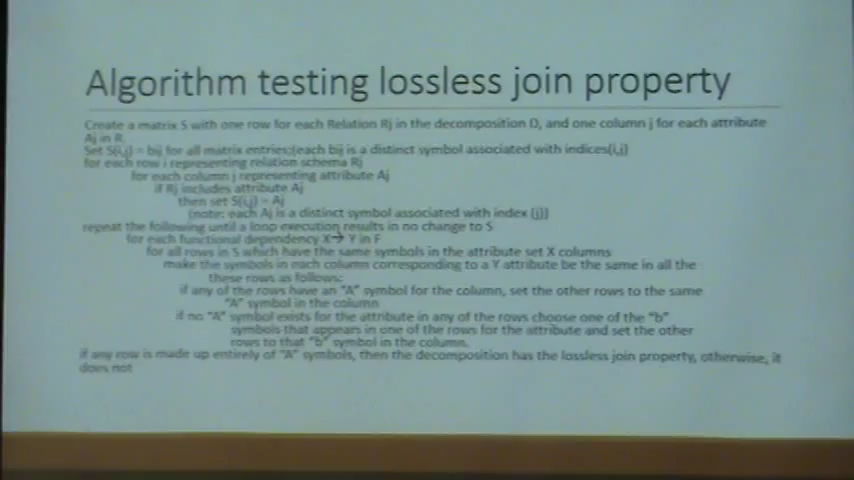 Algorithm testing lossless join property
Create a matrix S with one row for each Relation Rj in the decomposition D, and one column j for each attribute
Aj in R.
Set S(i,j) = bij for all matrix entries;(each bij is a distinct symbol associated with indices(i,j)
for each row i representing relation schema Rj
for each column j representing attribute Aj
if Rj includes attribute Aj
then set S(i,j) = Aj
(note: each Aj is a distinct symbol associated with index (j))
repeat the following until a loop execution results in no change to S
for each functional dependency X→ Y in F
for all rows in S which have the same symbols in the attribute set X columns
make the symbols in each column corresponding to a Y attribute be the same in all the
these rows as follows:
if any of the rows have an "A" symbol for the column, set the other rows to the same
"A" symbol in the column
if no "A" symbol exists for the attribute in any of the rows choose one of the "b"
symbols that appears in one of the rows for the attribute and set the other
rows to that "b" symbol in the column.
if any row is made up entirely of "A" symbols, then the decomposition has the lossless join property, otherwise, it
does not